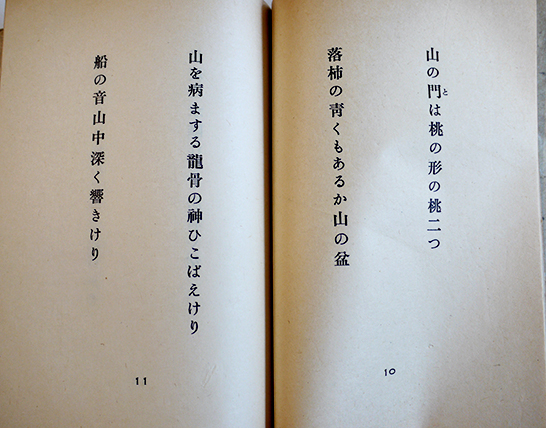 山の門は桃の形の桃二つ
と
落柿の靑くもあるか山の盆
10
山を病まする龍骨の神ひこばえけり
船の音山中深く響きけり
11